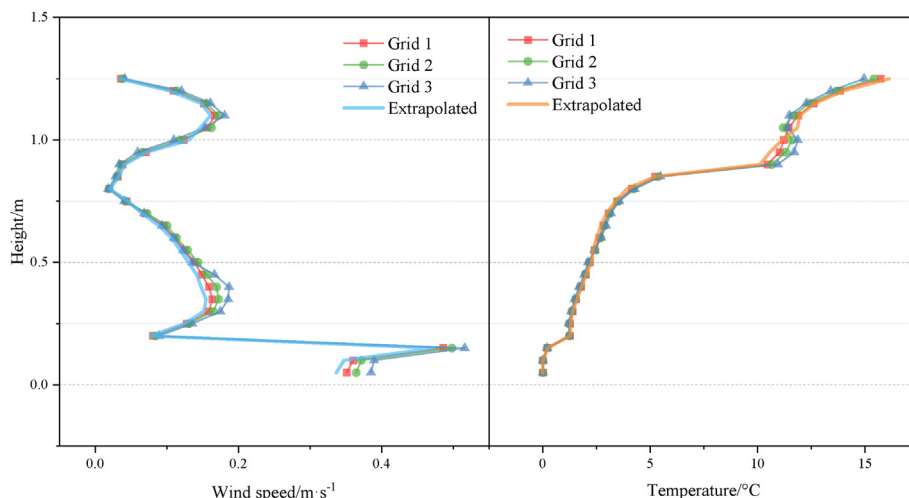 1.5
1.0
0.5
0.0
Height/m
Grid 1
Grid 2
Grid 3
Extrapolated
Grid 1
Grid 2
Grid 3
Extrapolated
0.0 0.2 0.4
0 5 10 15
Wind speed/m·s⁻¹
Temperature/°C